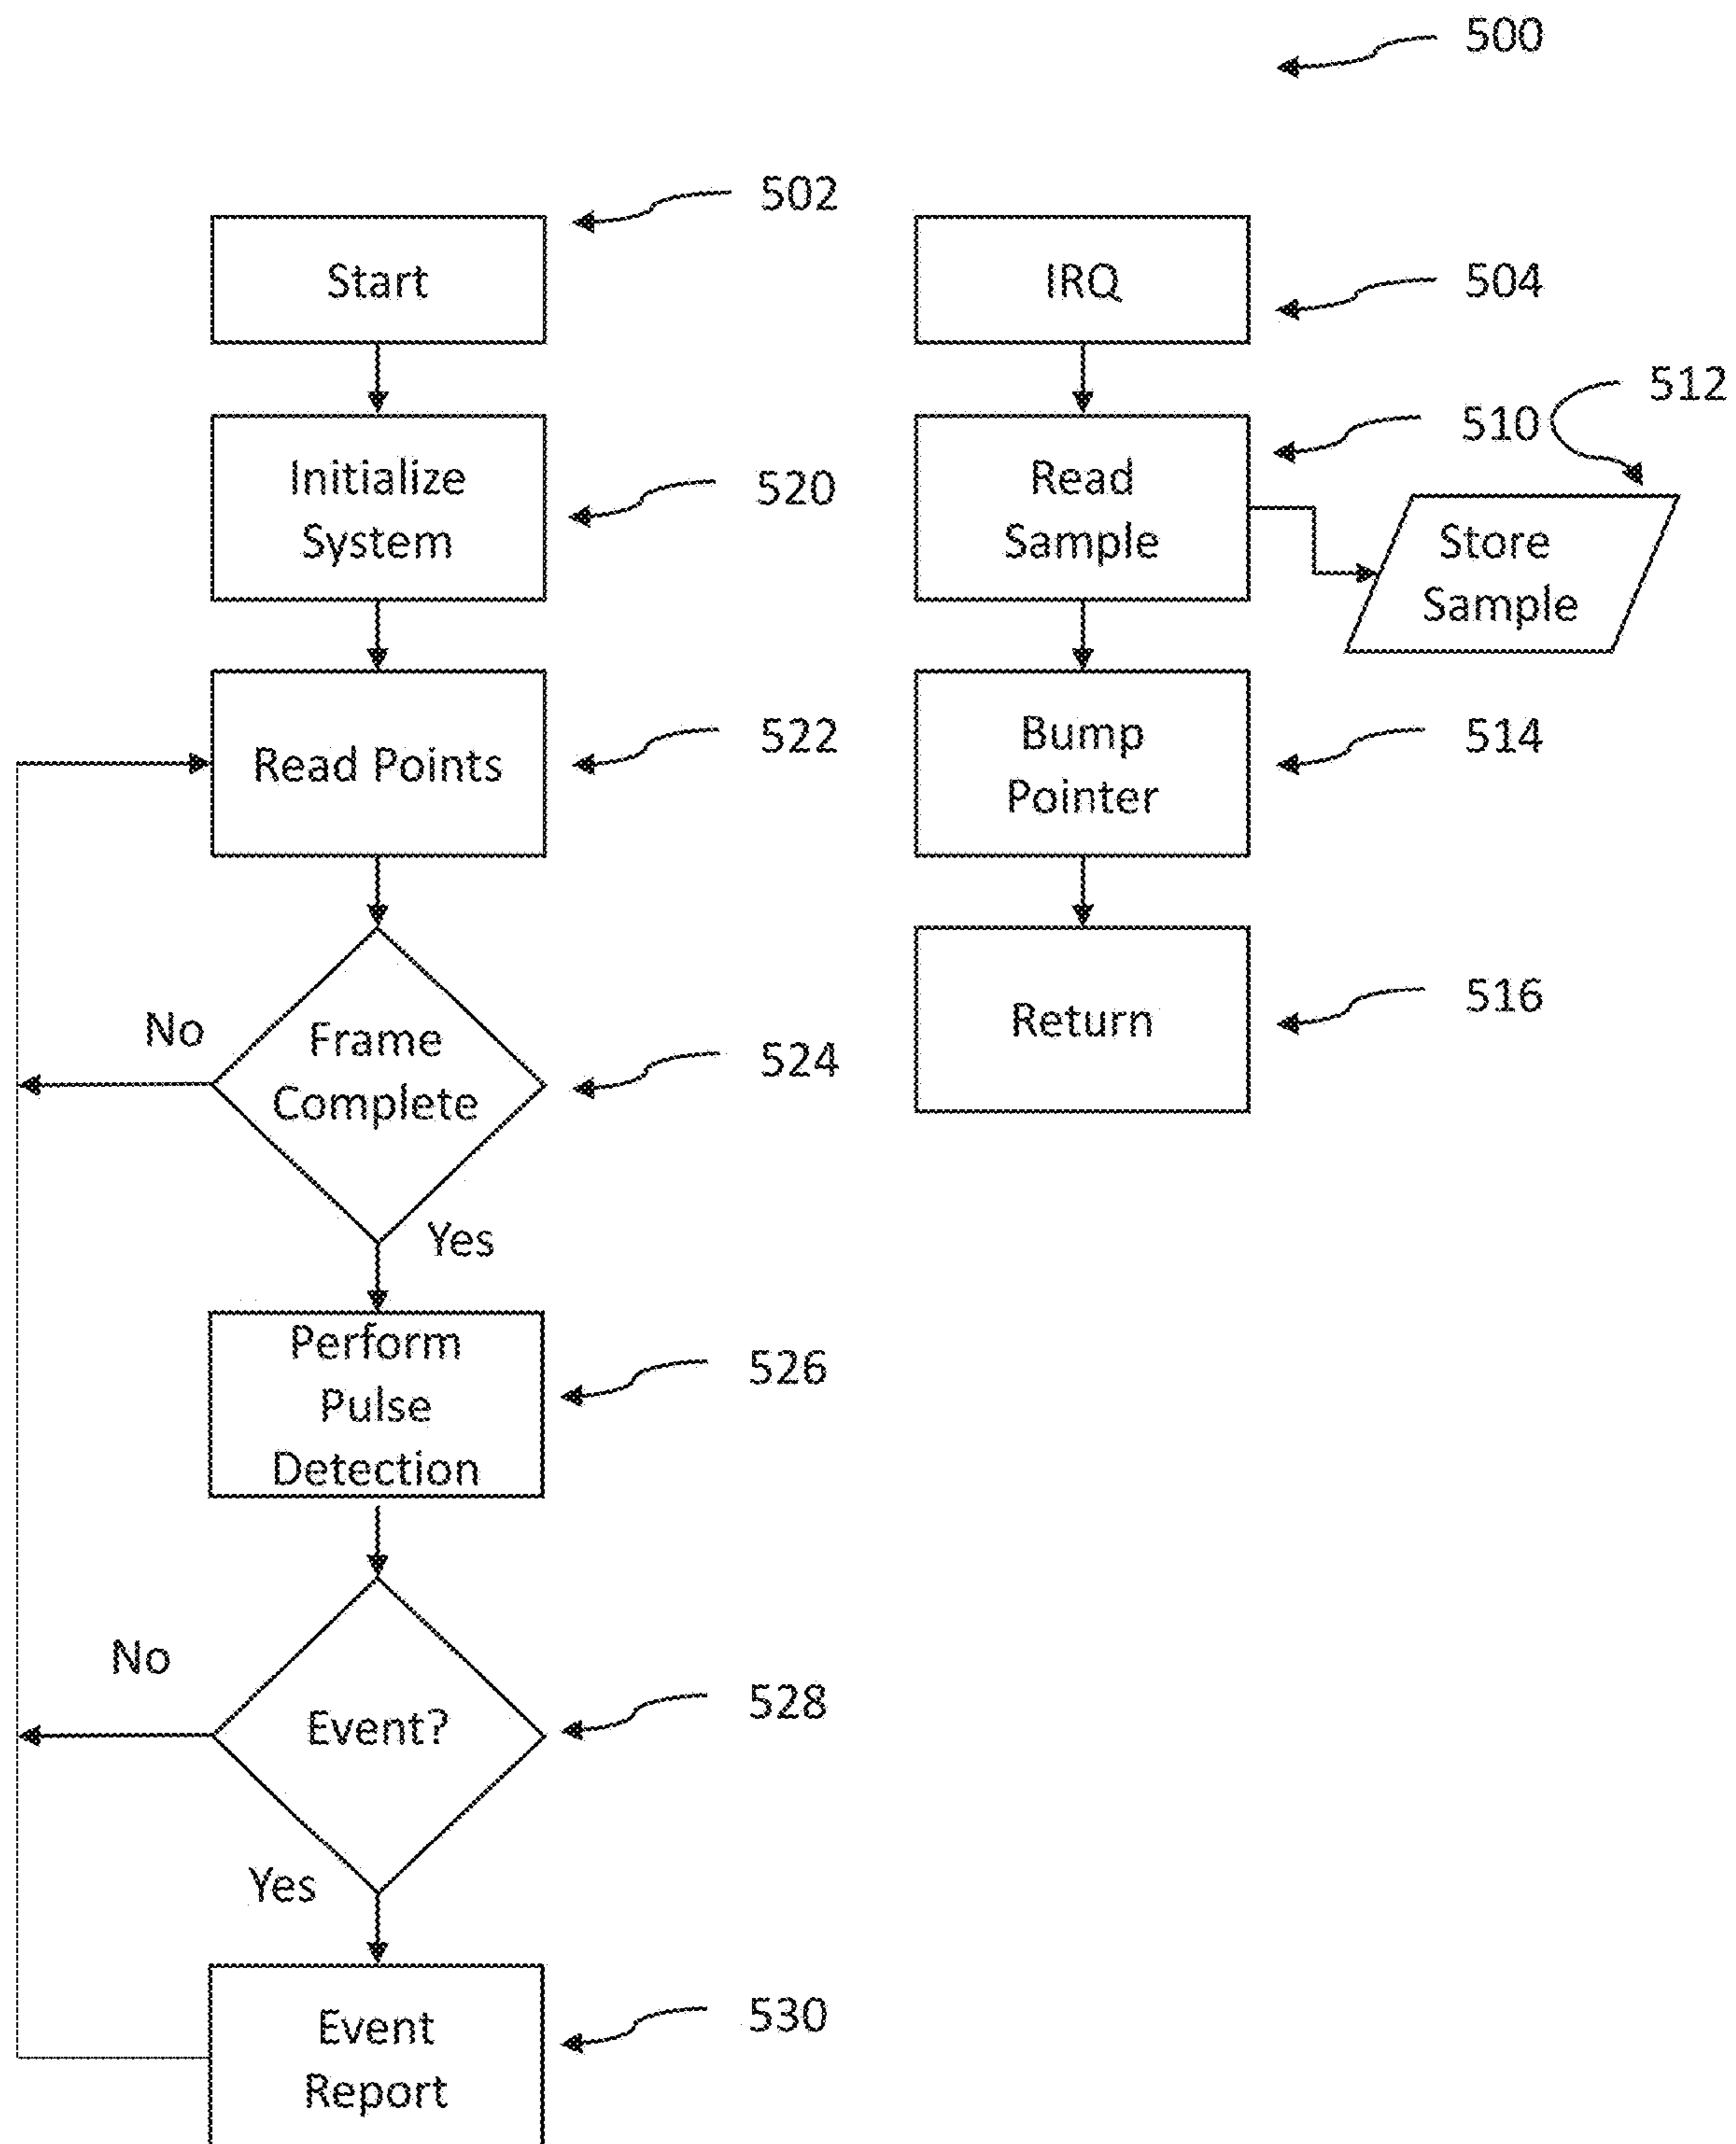 500
502
Start
IRQ
504
512
Initialize
System
520
Read
Sample
510
Store
Sample
Read Points
522
Bump
Pointer
514
No
Frame
Complete
524
Return
516
Yes
Perform
Pulse
Detection
526
No
Event?
528
Yes
Event
Report
530